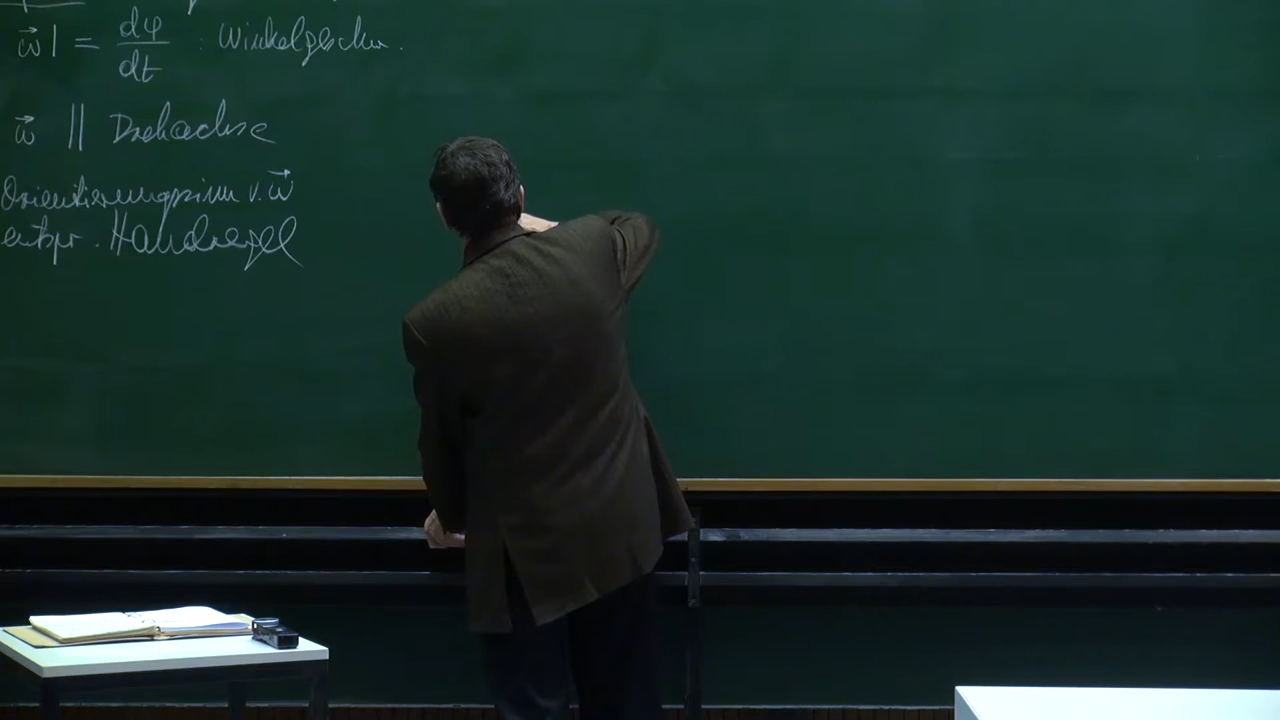 ω⃗| = dφ/dt : Winkelgeschw.
ω⃗ || Drehachse
Orientierungssinn v. ω⃗
entspr. Handregel